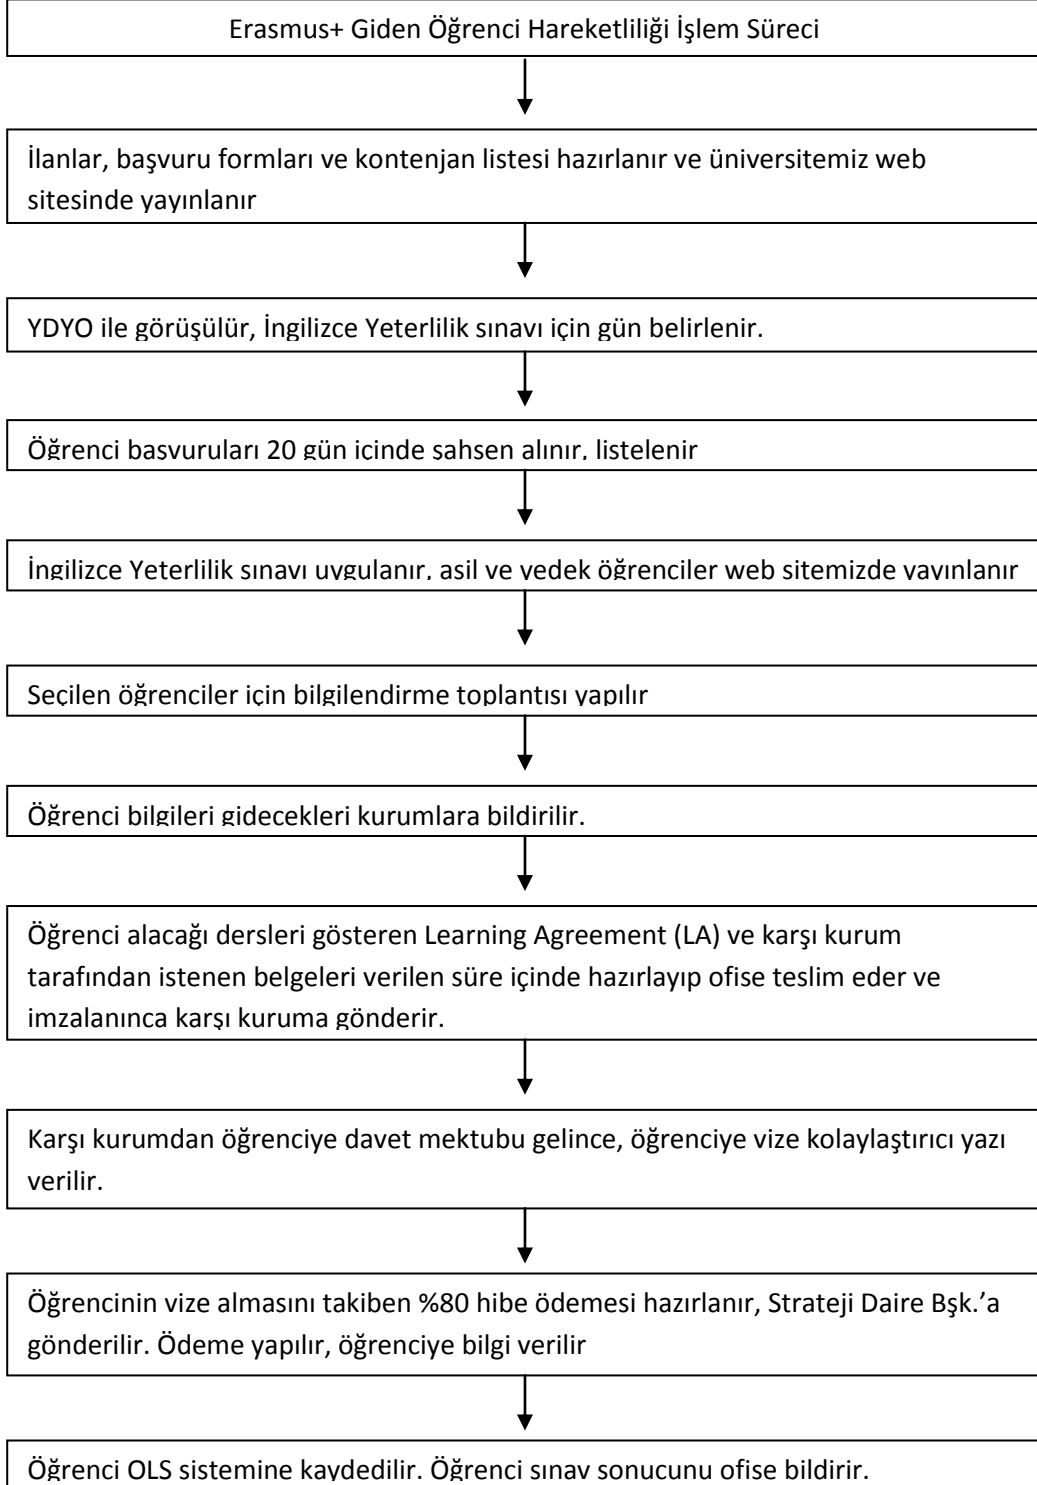 Erasmus+ Giden Öğrenci Hareketliliği İşlem Süreci
İlanlar, başvuru formları ve kontenjan listesi hazırlanır ve üniversitemiz web
sitesinde yayınlanır
YDYO ile görüşülür, İngilizce Yeterlilik sınavı için gün belirlenir.
Öğrenci başvuruları 20 gün içinde şahsen alınır, listelenir
İngilizce Yeterlilik sınavı uygulanır, asil ve yedek öğrenciler web sitemizde yayınlanır
Seçilen öğrenciler için bilgilendirme toplantısı yapılır
Öğrenci bilgileri gidecekleri kurumlara bildirilir.
Öğrenci alacağı dersleri gösteren Learning Agreement (LA) ve karşı kurum
tarafından istenen belgeleri verilen süre içinde hazırlayıp ofise teslim eder ve
imzalanınca karşı kuruma gönderir.
Karşı kurumdan öğrenciye davet mektubu gelince, öğrenciye vize kolaylaştırıcı yazı
verilir.
Öğrencinin vize almasını takiben %80 hibe ödemesi hazırlanır, Strateji Daire Bşk.’a
gönderilir. Ödeme yapılır, öğrenciye bilgi verilir
Öğrenci OLS sistemine kaydedilir. Öğrenci sınav sonucunu ofise bildirir.